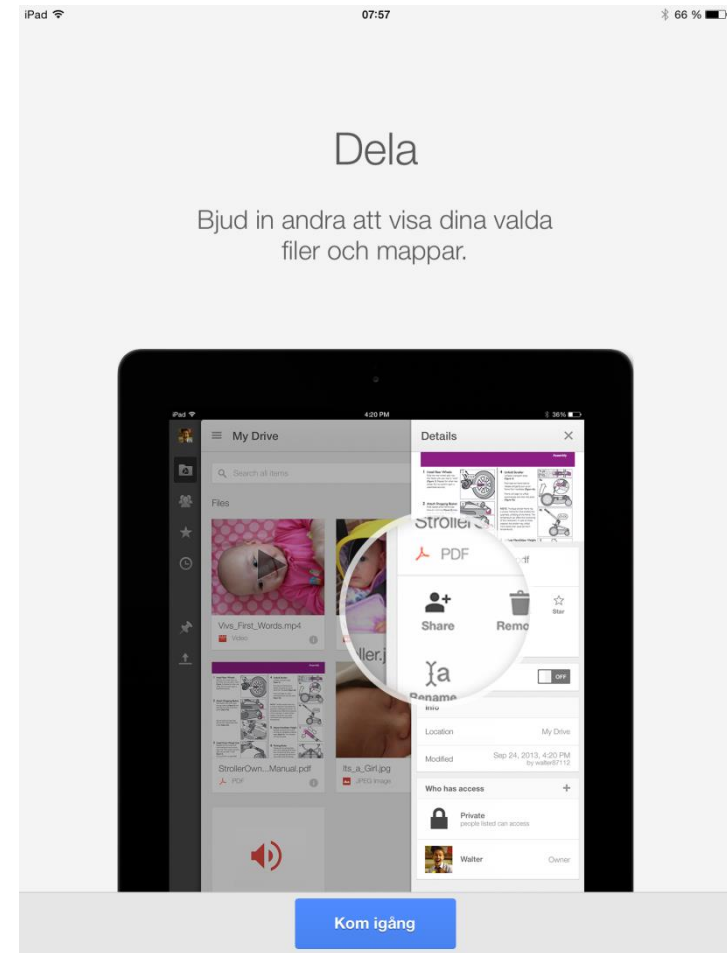 iPad
07:57
66 %
Dela
Bjud in andra att visa dina valda
filer och mappar.
iPad
4:20 PM
36%
My Drive
Details
Search all items
Files
Assembly
Stroller
PDF
df
Share
Remo
Star
Vivs_First_Words.mp4
Video
ller.j
a
Rename
OFF
Info
Location
My Drive
Modified
Sep 24, 2013, 4:20 PM
by walter57112
StrollerOwn...Manual.pdf
PDF
its_a_Girl.jpg
JPEG Image
Who has access
Private
people listed can access
Walter
Owner
Kom igång